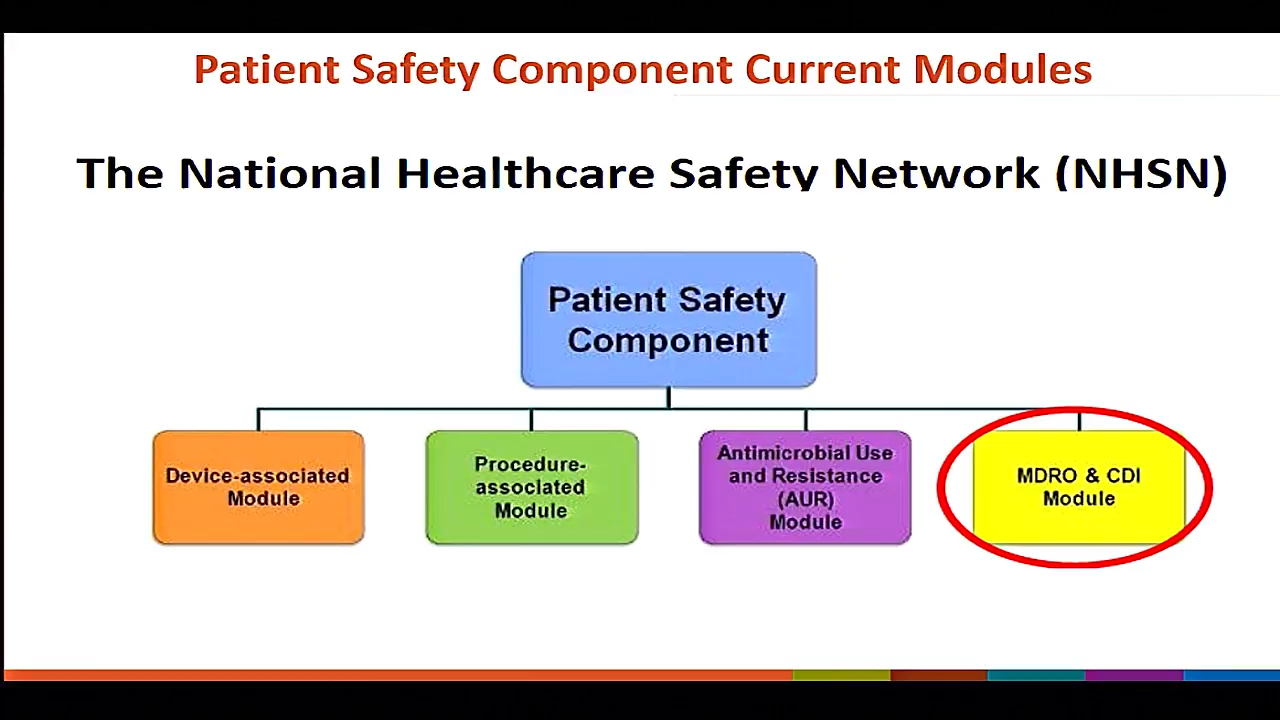 Patient Safety Component Current Modules
The National Healthcare Safety Network (NHSN)
Patient Safety
Component
Device-associated
Module
Procedure-
associated
Module
Antimicrobial Use
and Resistance
(AUR)
Module
MDRO & CDI
Module